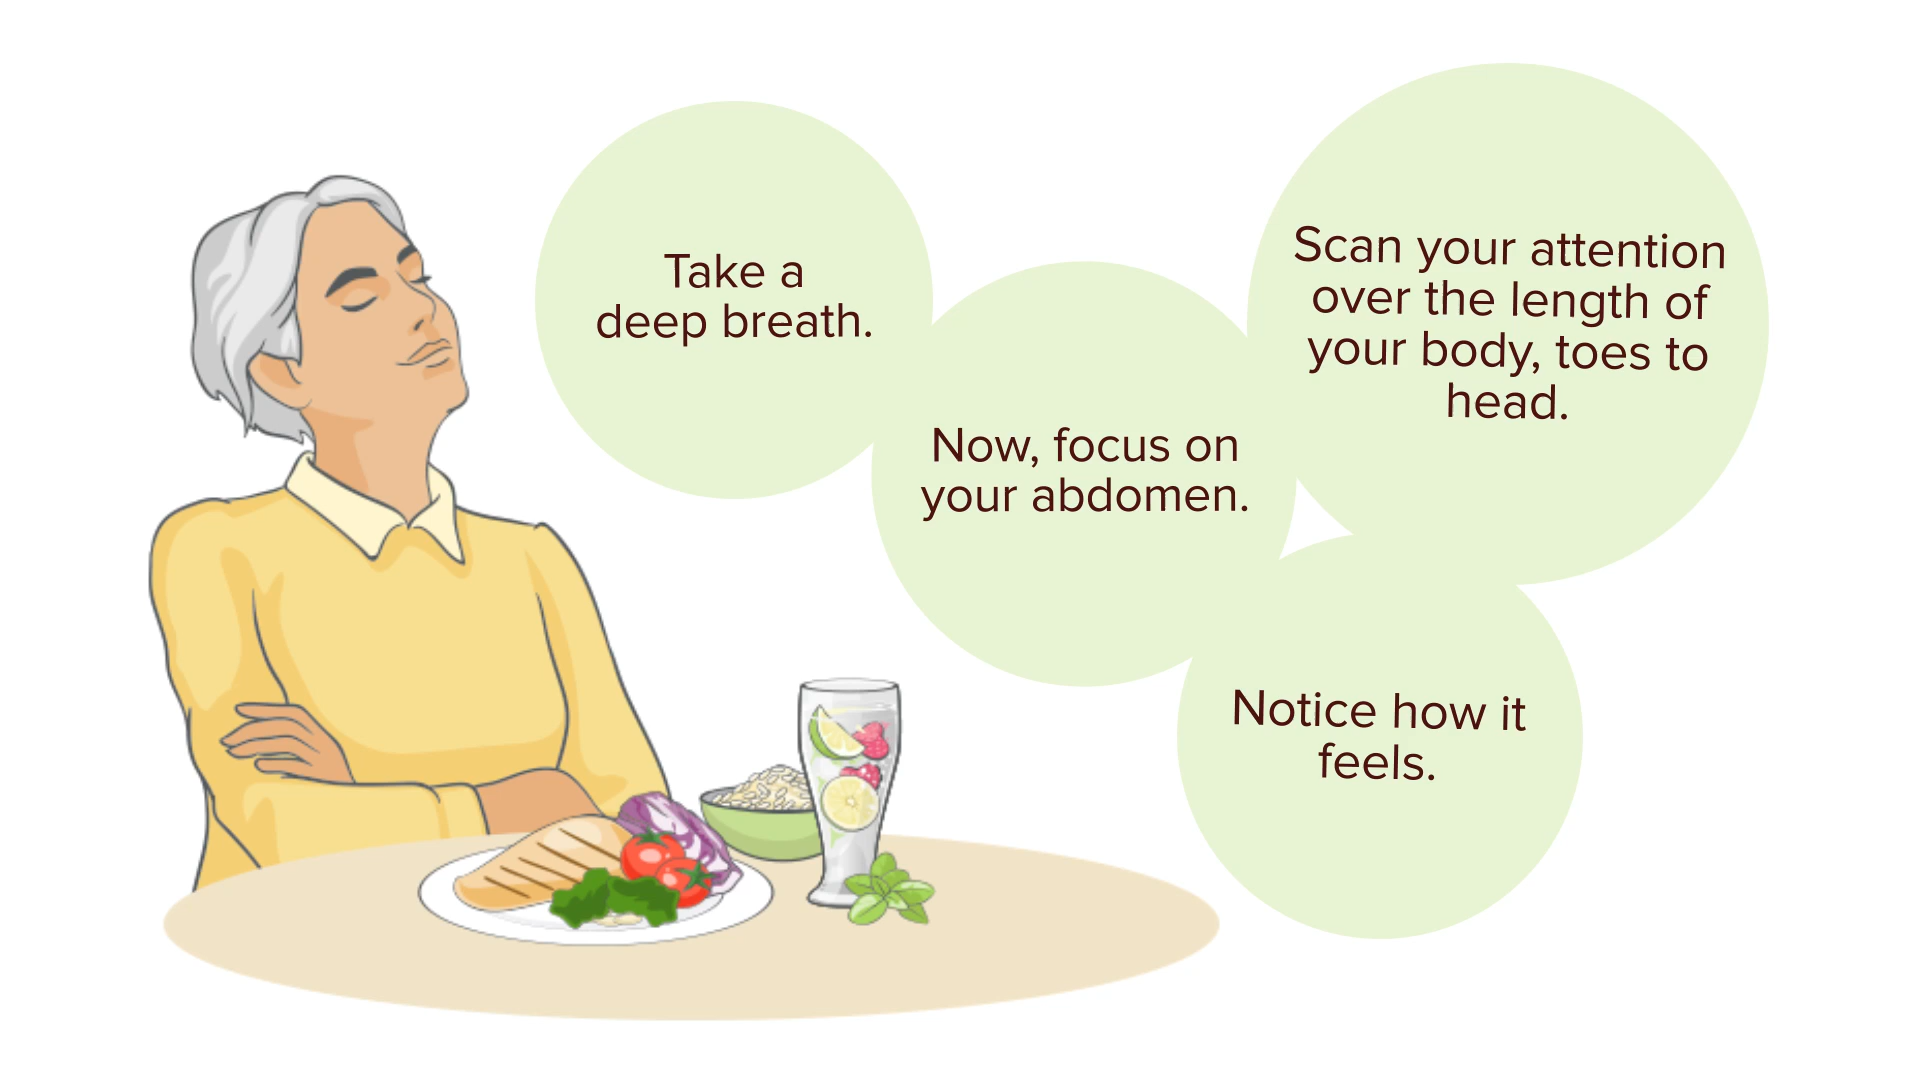 Take a
deep breath.
Now, focus on
your abdomen.
Scan your attention
over the length of
your body, toes to
head.
Notice how it
feels.